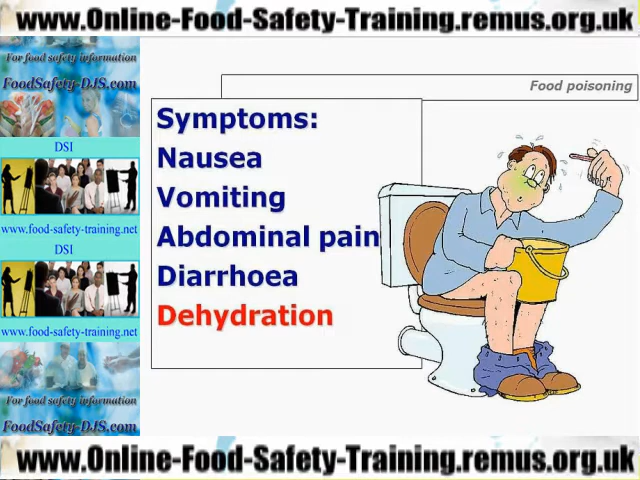 www.Online-Food-Safety-Training.remus.org.uk
For food safety information
FoodSafety-DJS.com
DSI
www.food-safety-training.net
DSI
www.food-safety-training.net
For food safety information
FoodSafety-DJS.com
Food poisoning
Symptoms:
Nausea
Vomiting
Abdominal pain
Diarrhoea
Dehydration
www.Online-Food-Safety-Training.remus.org.uk